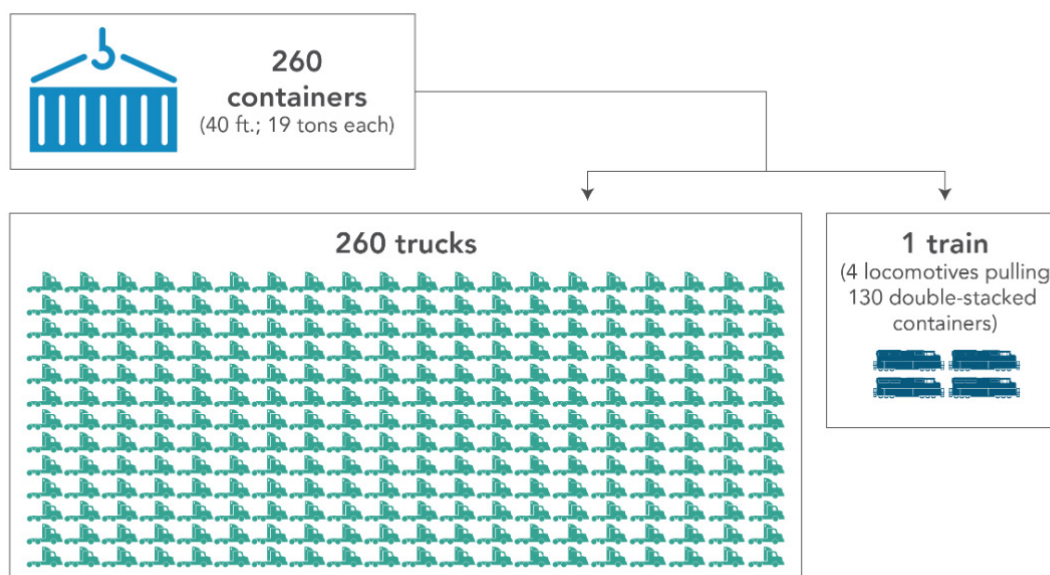 260
containers
(40 ft.; 19 tons each)
260 trucks
1 train
(4 locomotives pulling
130 double-stacked
containers)